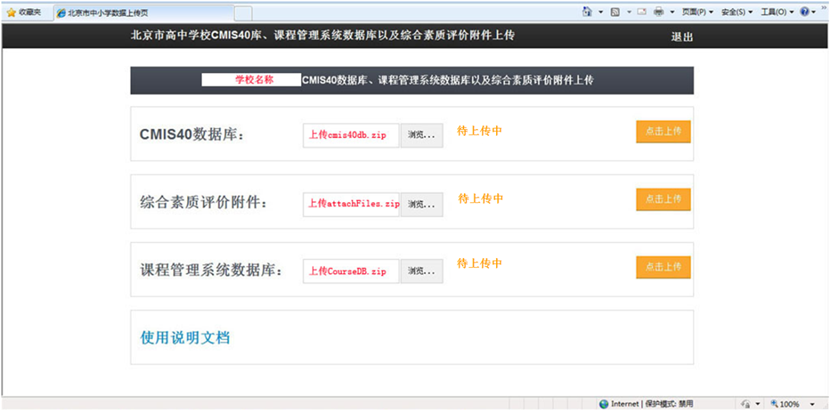 收藏夹 北京市中小学数据上传页 页面(P) 安全(S) 工具(O)
北京市高中学校CMIS40库、课程管理系统数据库以及综合素质评价附件上传 退出
学校名称 CMIS40数据库、课程管理系统数据库以及综合素质评价附件上传
CMIS40数据库： 上传cmis40db.zip 浏览... 待上传中 点击上传
综合素质评价附件： 上传attachFiles.zip 浏览... 待上传中 点击上传
课程管理系统数据库： 上传CourseDB.zip 浏览... 待上传中 点击上传
使用说明文档
Internet | 保护模式: 禁用 100%